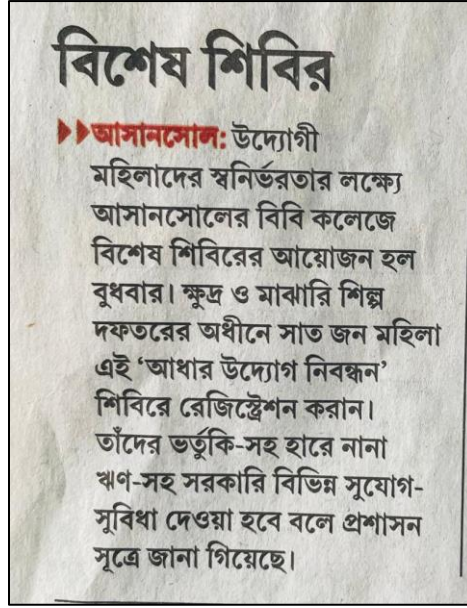 বিশেষ শিবির
▶▶আসানসোল: উদ্যোগী
মহিলাদের স্বনির্ভরতার লক্ষ্যে
আসানসোলের বিবি কলেজে
বিশেষ শিবিরের আয়োজন হল
বুধবার। ক্ষুদ্র ও মাঝারি শিল্প
দফতরের অধীনে সাত জন মহিলা
এই ‘আধার উদ্যোগ নিবন্ধন’
শিবিরে রেজিস্ট্রেশন করান।
তাঁদের ভর্তুকি-সহ হারে নানা
ঋণ-সহ সরকারি বিভিন্ন সুযোগ-
সুবিধা দেওয়া হবে বলে প্রশাসন
সূত্রে জানা গিয়েছে।